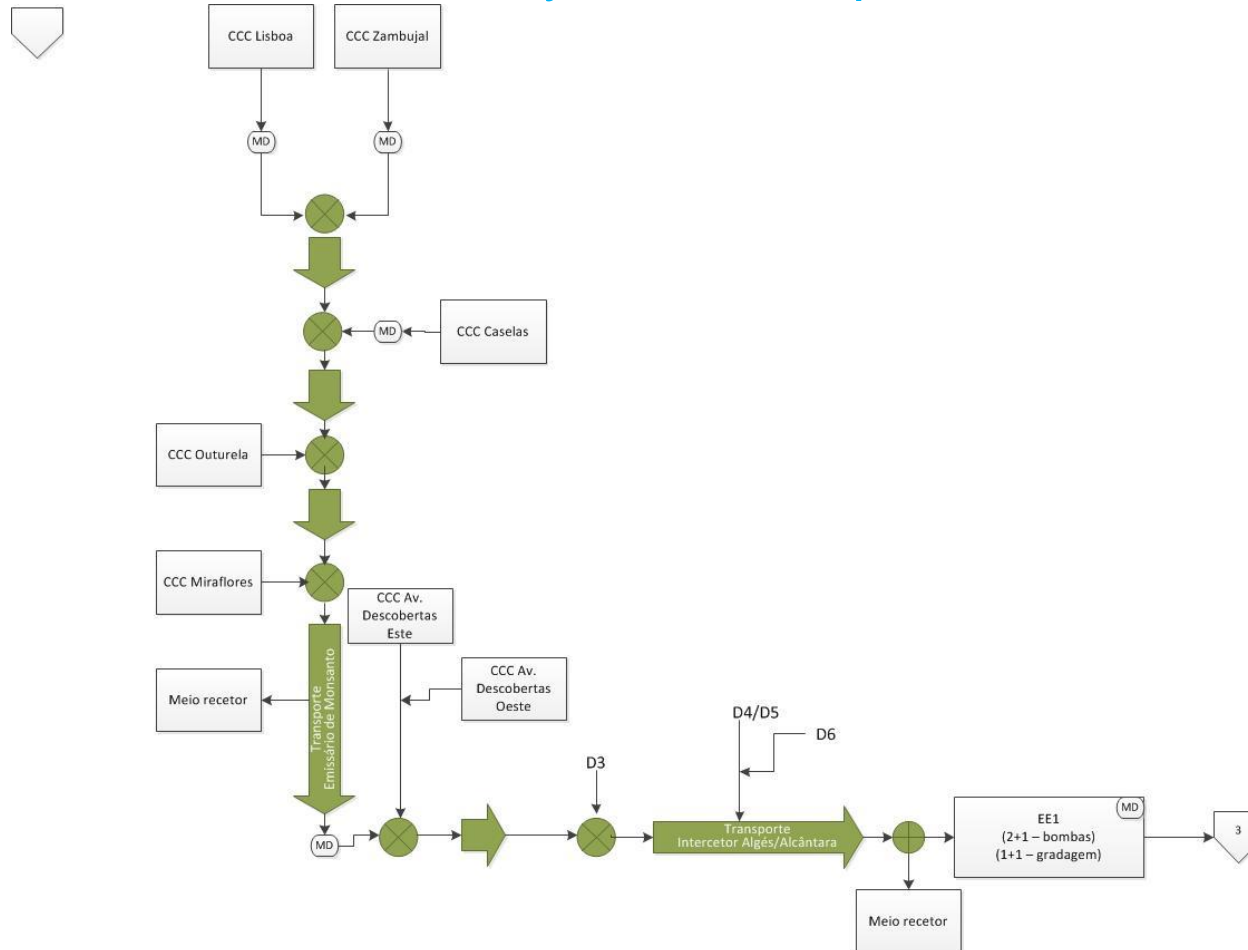 CCC Lisboa
CCC Zambujal
MD
MD
MD
CCC Caselas
CCC Outurela
CCC Miraflores
CCC Av.
Descobertas
Este
CCC Av.
Descobertas
Oeste
Meio recetor
Transporte
Emissário de Monsanto
D4/D5
D6
D3
MD
Transporte
Intercetor Algés/Alcântara
MD
EE1
(2+1 – bombas)
(1+1 – gradagem)
3
Meio recetor